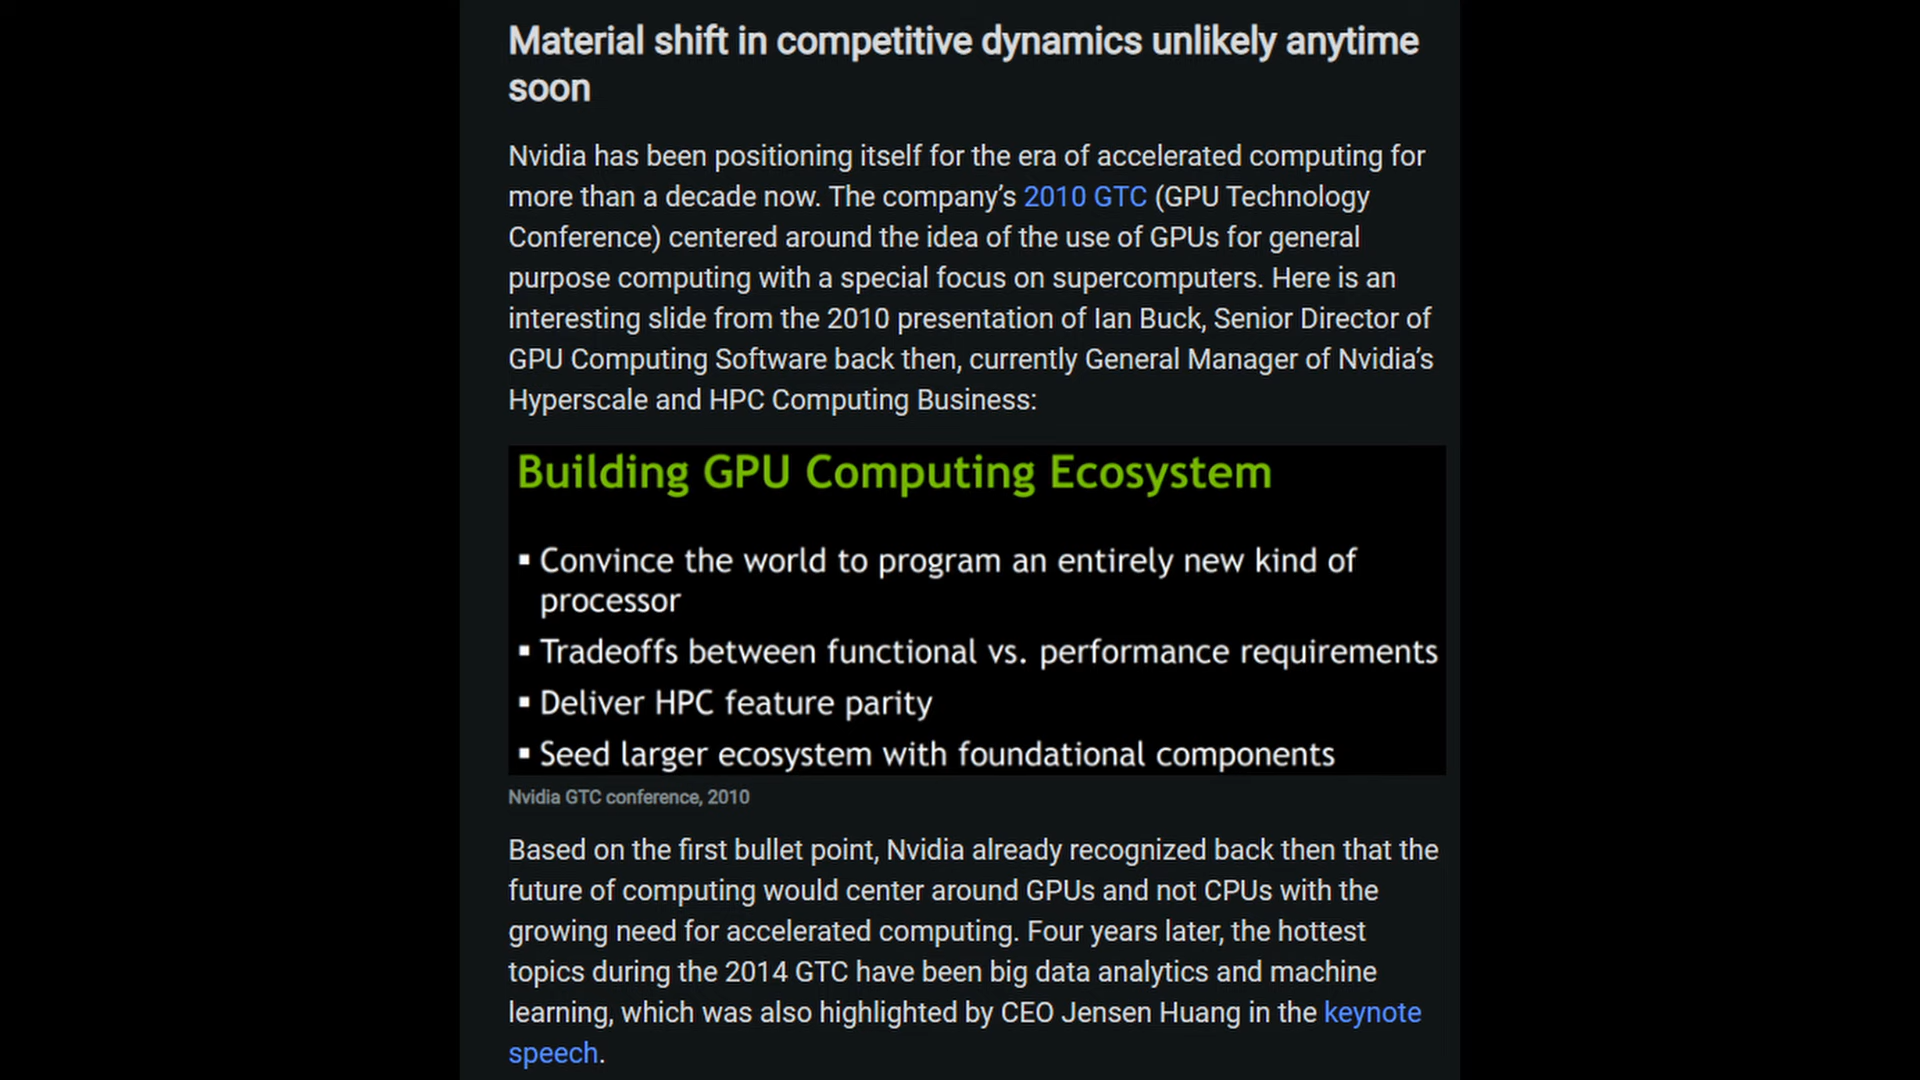 Material shift in competitive dynamics unlikely anytime
soon
Nvidia has been positioning itself for the era of accelerated computing for
more than a decade now. The company’s 2010 GTC (GPU Technology
Conference) centered around the idea of the use of GPUs for general
purpose computing with a special focus on supercomputers. Here is an
interesting slide from the 2010 presentation of Ian Buck, Senior Director of
GPU Computing Software back then, currently General Manager of Nvidia’s
Hyperscale and HPC Computing Business:
Building GPU Computing Ecosystem
▪ Convince the world to program an entirely new kind of
processor
▪ Tradeoffs between functional vs. performance requirements
▪ Deliver HPC feature parity
▪ Seed larger ecosystem with foundational components
Nvidia GTC conference, 2010
Based on the first bullet point, Nvidia already recognized back then that the
future of computing would center around GPUs and not CPUs with the
growing need for accelerated computing. Four years later, the hottest
topics during the 2014 GTC have been big data analytics and machine
learning, which was also highlighted by CEO Jensen Huang in the keynote
speech.